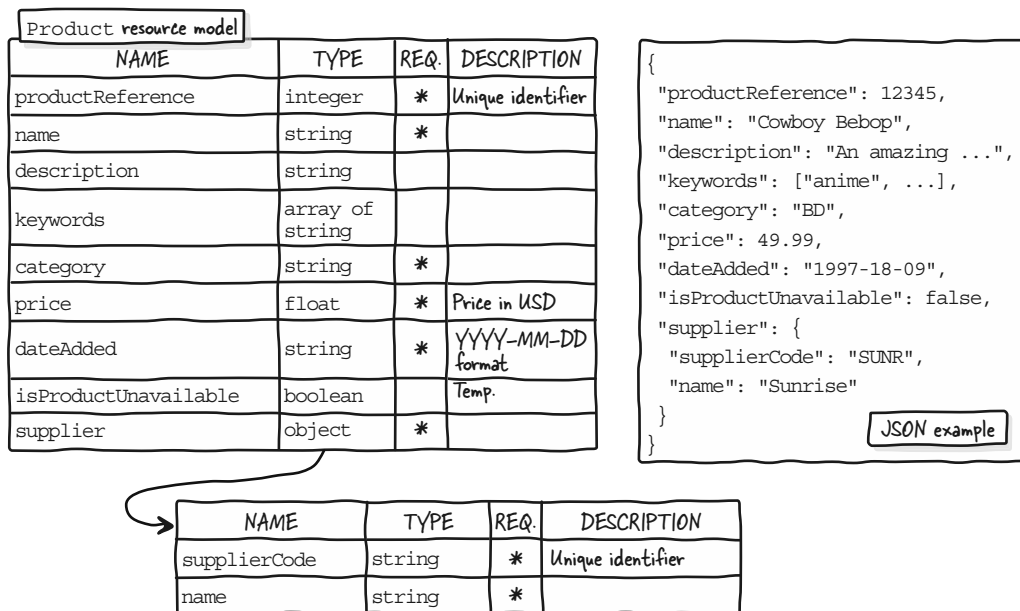 Product resource model
NAME TYPE REQ. DESCRIPTION
productReference integer * Unique identifier
name string *
description string
keywords array of string
category string *
price float * Price in USD
dateAdded string * YYYY-MM-DD format
isProductUnavailable boolean Temp.
supplier object *
{
"productReference": 12345,
"name": "Cowboy Bebop",
"description": "An amazing ...",
"keywords": ["anime", ...],
"category": "BD",
"price": 49.99,
"dateAdded": "1997-18-09",
"isProductUnavailable": false,
"supplier": {
"supplierCode": "SUNR",
"name": "Sunrise"
}
}
JSON example
NAME TYPE REQ. DESCRIPTION
supplierCode string * Unique identifier
name string *